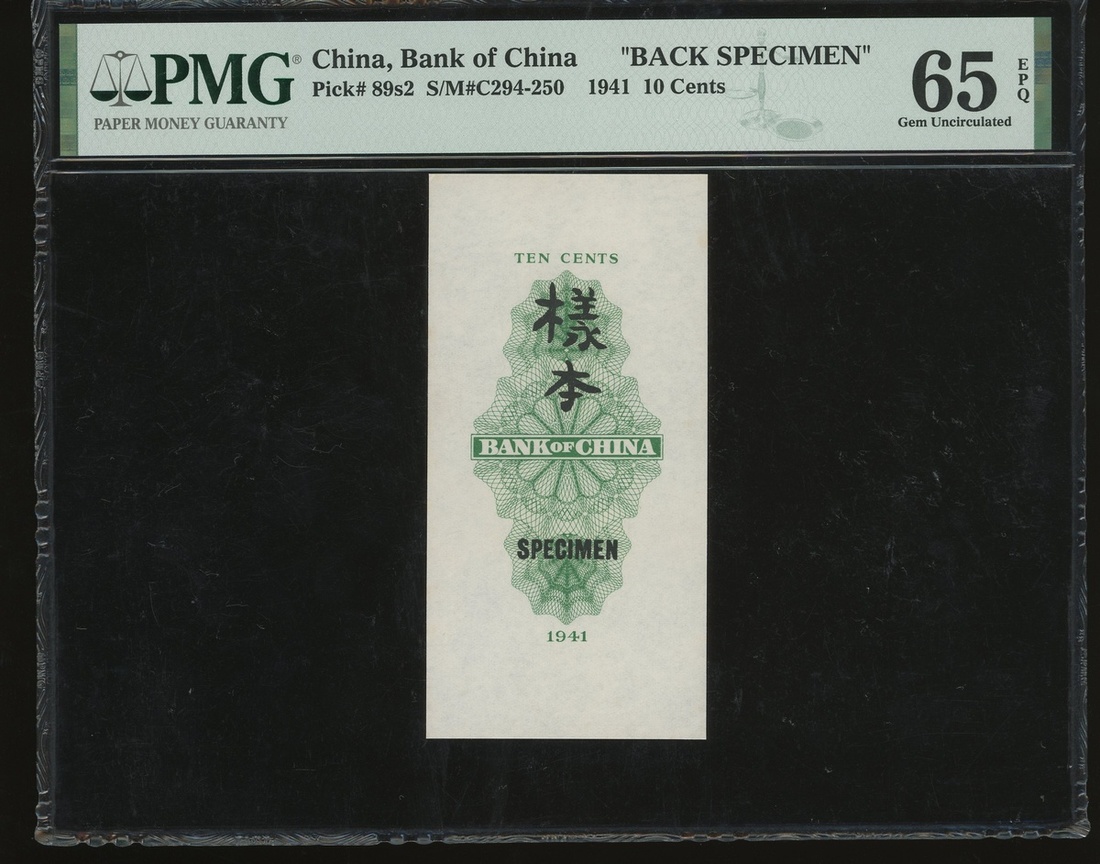 PMG®
PAPER MONEY GUARANTY
China, Bank of China "BACK SPECIMEN"
Pick# 89s2 S/M#C294-250 1941 10 Cents
65 EPQ
Gem Uncirculated
TEN CENTS
樣
本
BANK OF CHINA
SPECIMEN
1941